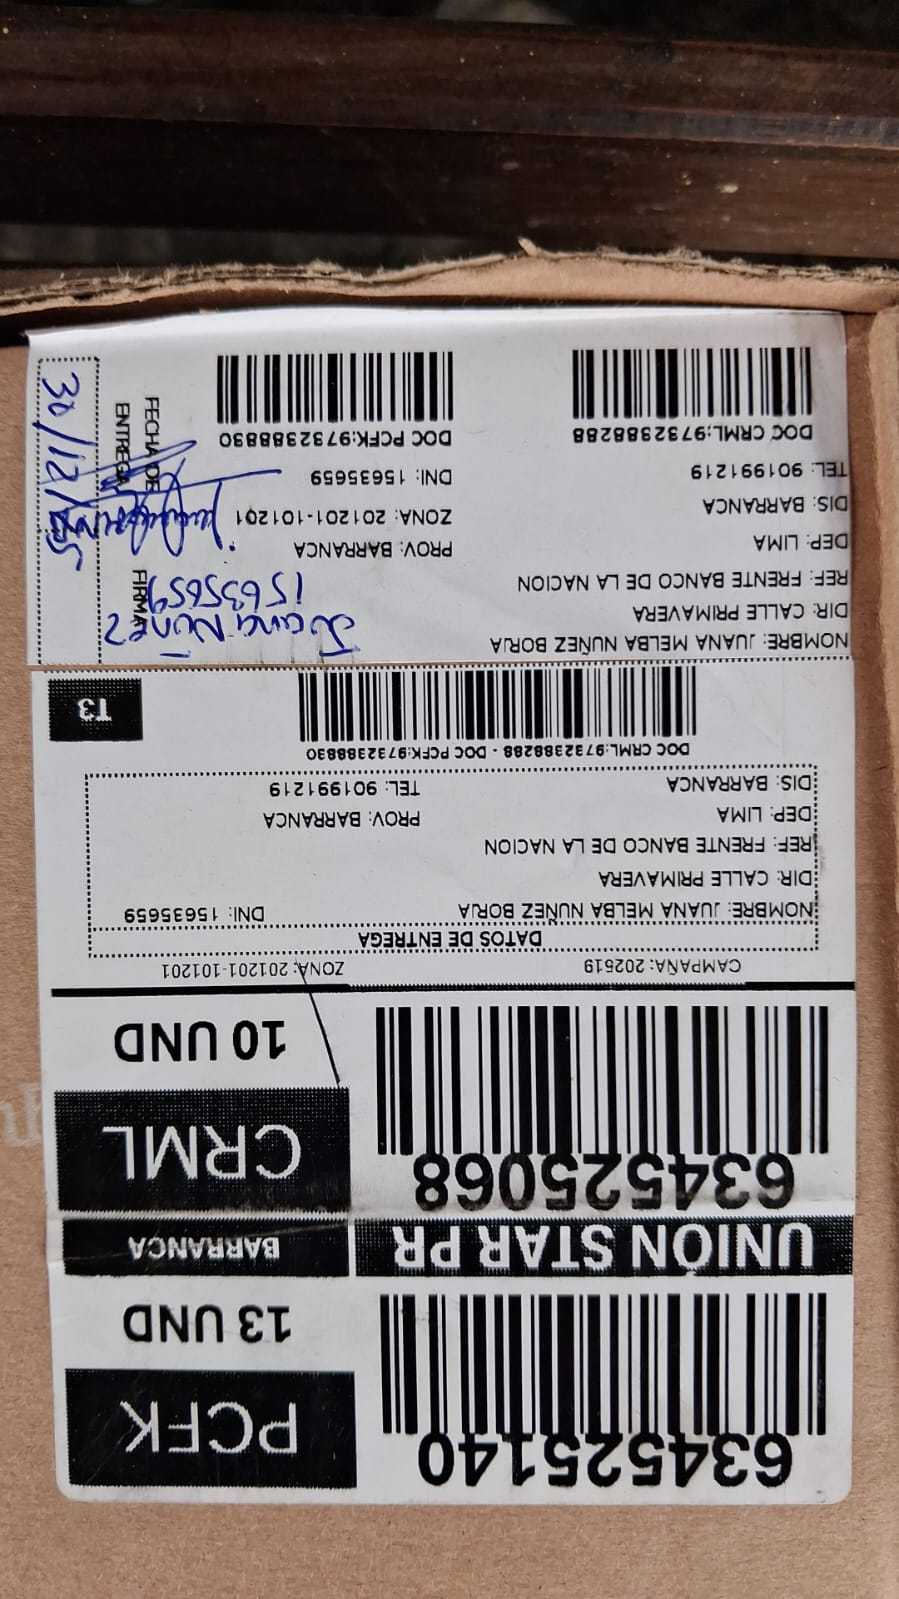 PCFK
634525140
13 UND
UNIÓN STAR PR
BARRANCA
CRML
634525068
10 UND
CAMPAÑA: 202519
ZONA: 201201-101201
DATOS DE ENTREGA
NOMBRE: JUANA MELBA NUÑEZ BORJA
DNI: 15635659
DIR: CALLE PRIMAVERA
REF: FRENTE BANCO DE LA NACION
DEP: LIMA
PROV: BARRANCA
DIS: BARRANCA
TEL: 901991219
DOC CRML:9732388288 - DOC PCFK:9732388830
T3
NOMBRE: JUANA MELBA NUÑEZ BORJA
DIR: CALLE PRIMAVERA
REF: FRENTE BANCO DE LA NACION
DEP: LIMA
PROV: BARRANCA
DIS: BARRANCA
ZONA: 201201-101201
TEL: 901991219
DNI: 15635659
DOC CRML:9732388288
DOC PCFK:9732388830
Juana Núñez
15635659
FIRMA
FECHA DE
ENTREGA
30/12/25